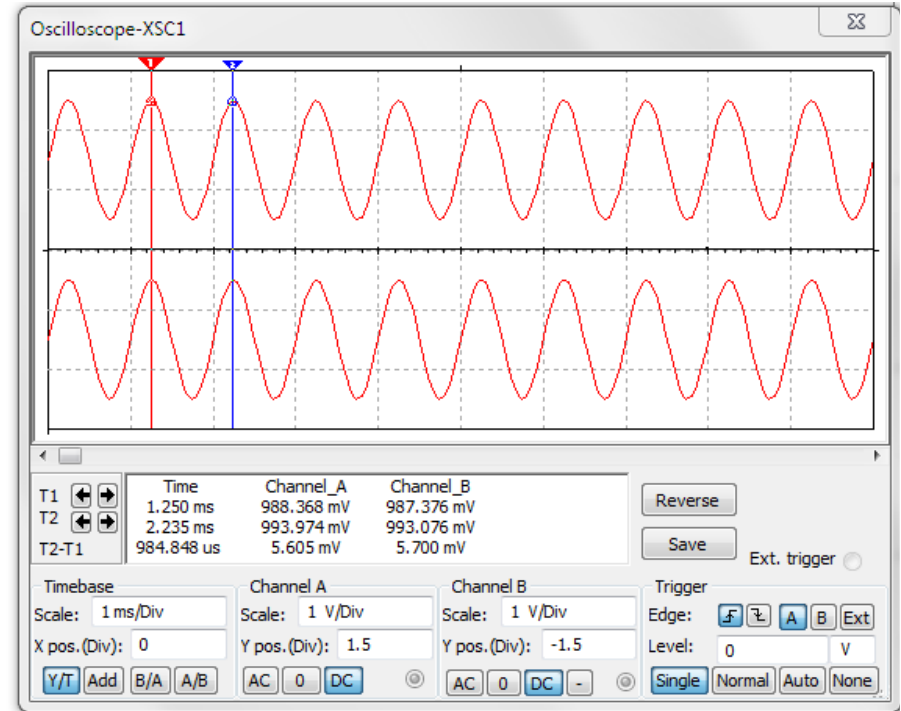 Oscilloscope-XSC1
1 2
T1
T2
T2-T1
Time Channel_A Channel_B
1.250 ms 988.368 mV 987.376 mV
2.235 ms 993.974 mV 993.076 mV
984.848 us 5.605 mV 5.700 mV
Reverse
Save
Ext. trigger
Timebase
Scale: 1 ms/Div
X pos.(Div): 0
Y/T Add B/A A/B
Channel A
Scale: 1 V/Div
Y pos.(Div): 1.5
AC 0 DC
Channel B
Scale: 1 V/Div
Y pos.(Div): -1.5
AC 0 DC -
Trigger
Edge: A B Ext
Level: 0 V
Single Normal Auto None